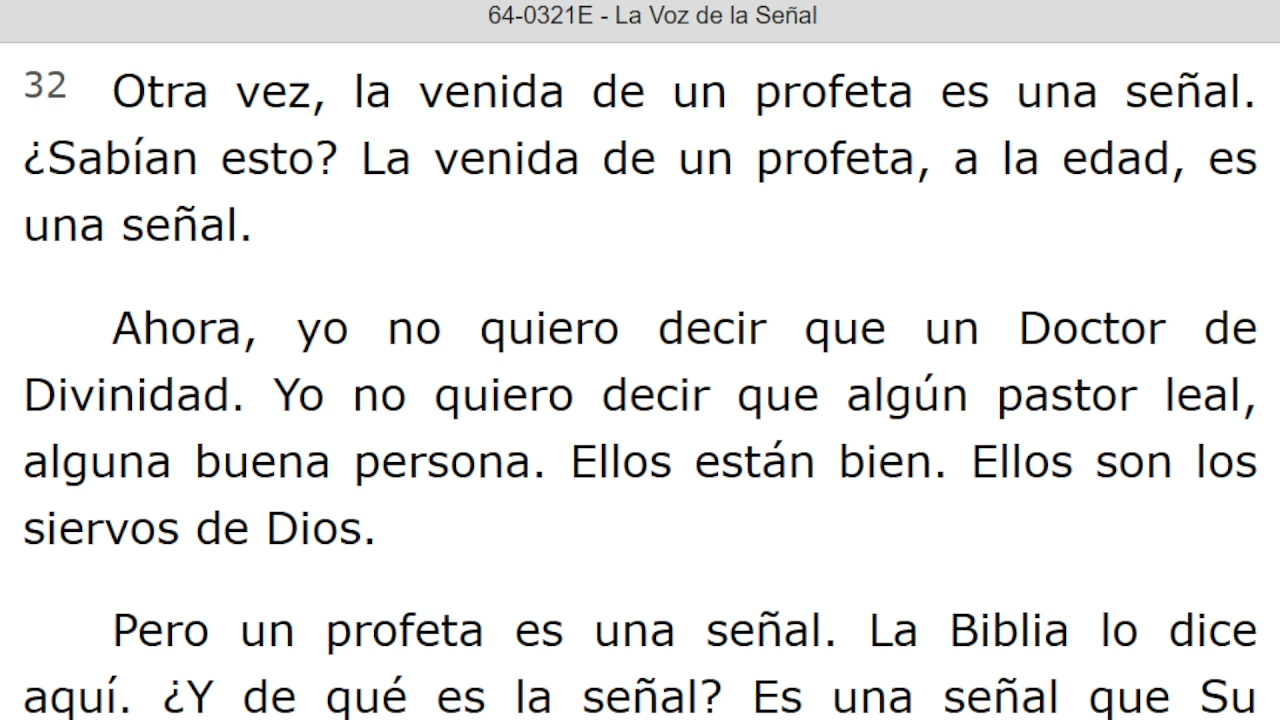 64-0321E - La Voz de la Señal
32 Otra vez, la venida de un profeta es una señal.
¿Sabían esto? La venida de un profeta, a la edad, es
una señal.
Ahora, yo no quiero decir que un Doctor de
Divinidad. Yo no quiero decir que algún pastor leal,
alguna buena persona. Ellos están bien. Ellos son los
siervos de Dios.
Pero un profeta es una señal. La Biblia lo dice
aquí. ¿Y de qué es la señal? Es una señal que Su